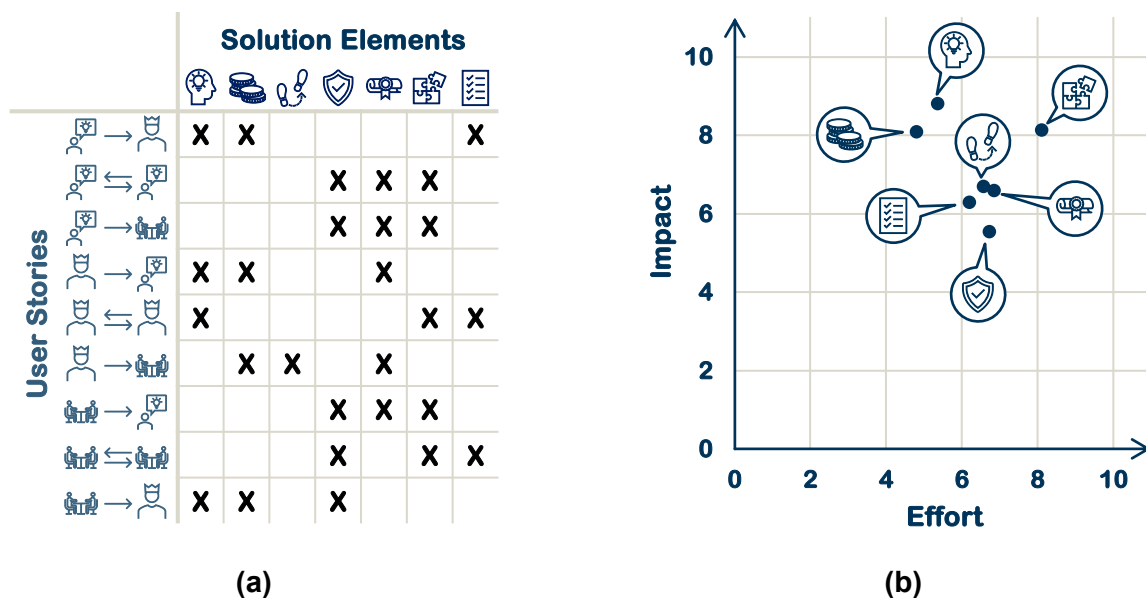 Solution Elements
User Stories
X X X
X X X
X X X
X X X
X X X
X X X
X X X
X X X
X X X
(a)
Impact
10
8
6
4
2
0
0 2 4 6 8 10
Effort
(b)